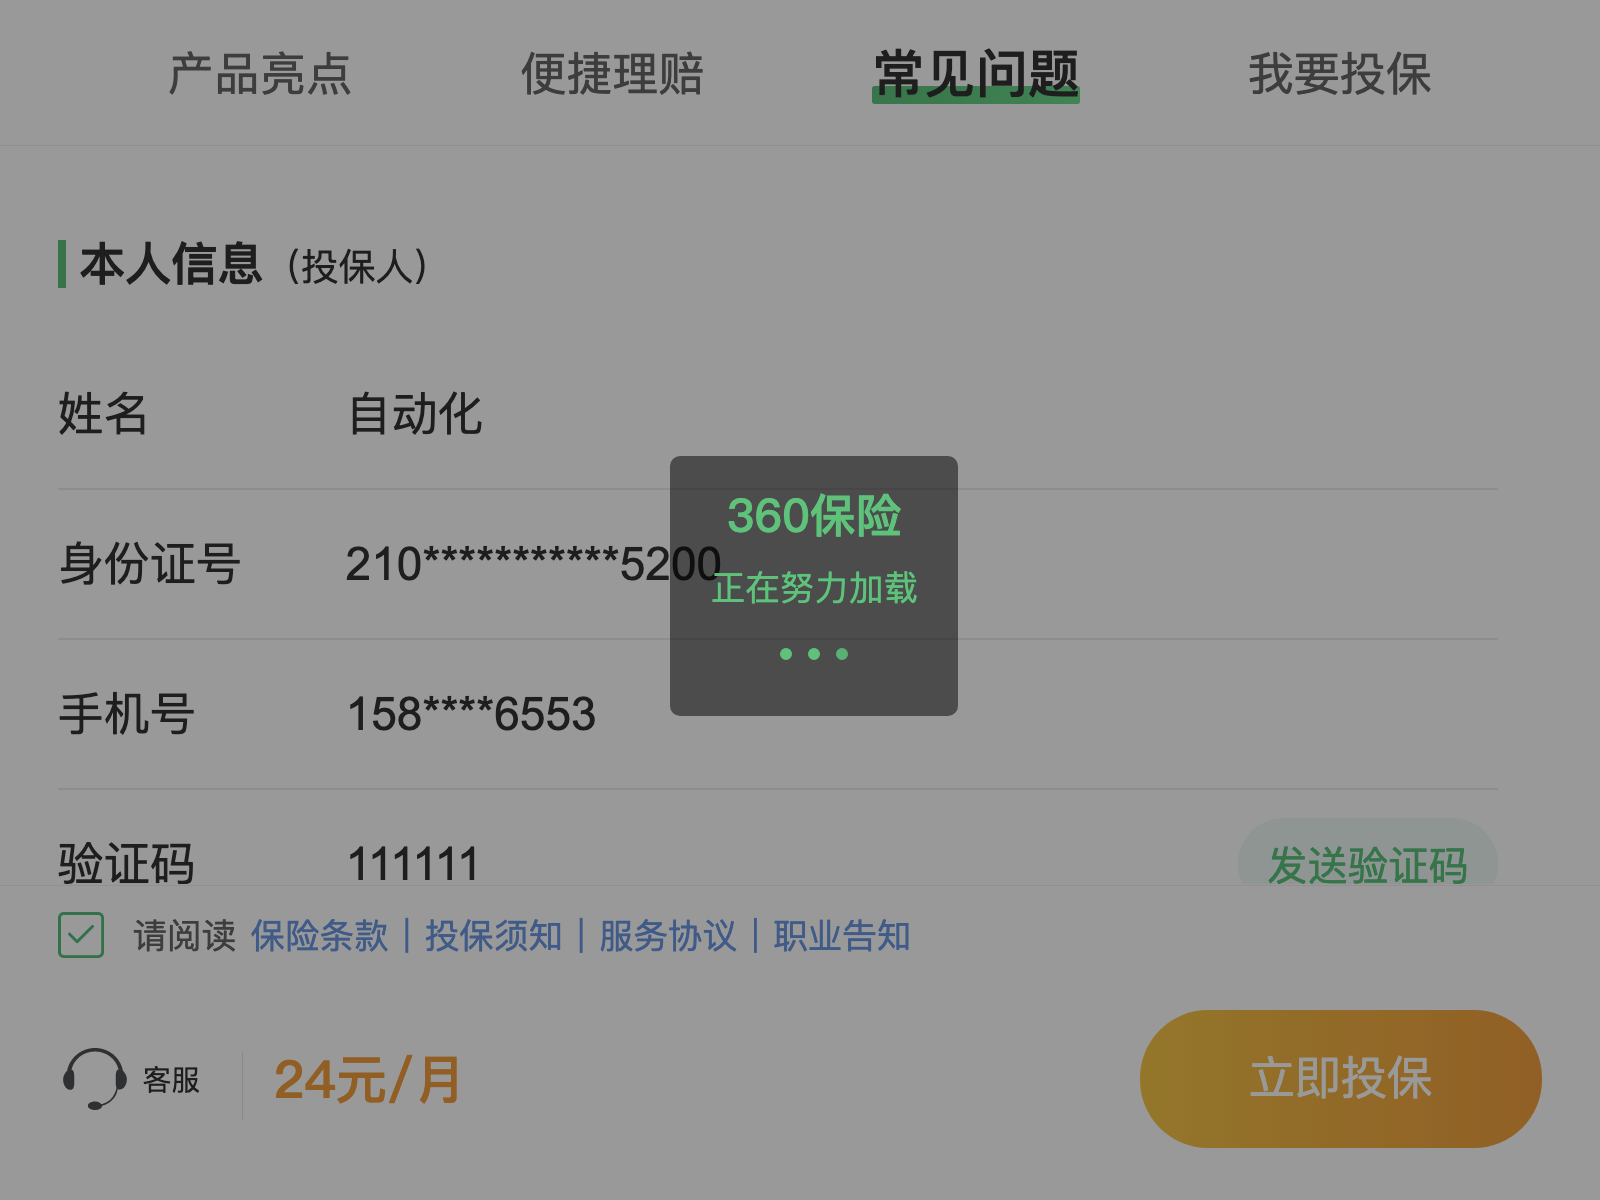 产品亮点 便捷理赔 常见问题 我要投保
本人信息 (投保人)
姓名 自动化
360保险
身份证号 210***********5200
正在努力加载
手机号 158****6553
验证码 111111 发送验证码
请阅读 保险条款 | 投保须知 | 服务协议 | 职业告知
客服 24元/月 立即投保